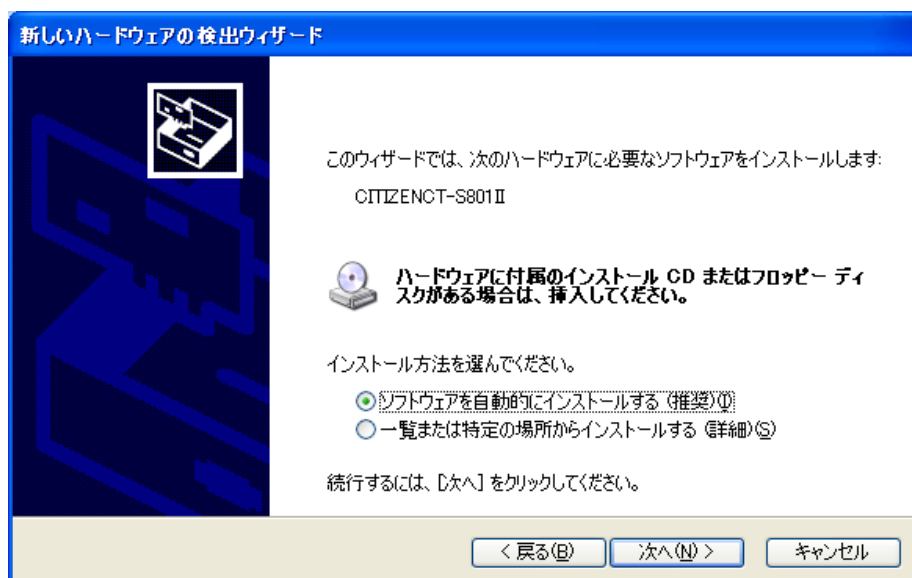 新しいハードウェアの検出ウィザード
このウィザードでは、次のハードウェアに必要なソフトウェアをインストールします:
CITIZENCT-S801Ⅱ
ハードウェアに付属のインストール CD またはフロッピー ディ
スクがある場合は、挿入してください。
インストール方法を選んでください。
ソフトウェアを自動的にインストールする (推奨)(I)
一覧または特定の場所からインストールする (詳細)(S)
続行するには、[次へ] をクリックしてください。
< 戻る(B)
次へ(N) >
キャンセル